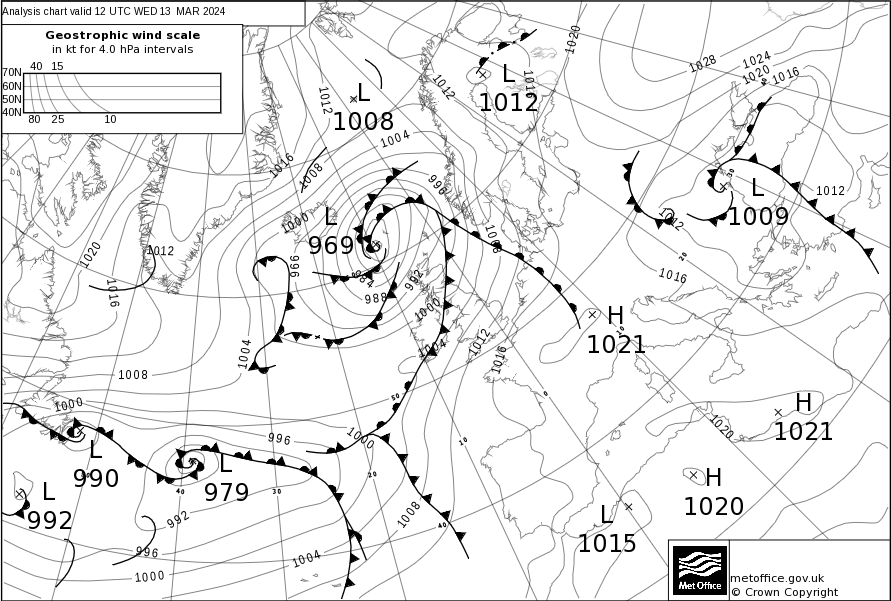 Analysis chart valid 12 UTC WED 13 MAR 2024
Geostrophic wind scale
in kt for 4.0 hPa intervals
40 15
70N
60N
50N
40N
80 25 10
1020
1028
1024
1020
1016
L
1012
1016
L
1008
1012
1012
1004
1016
1008
996
50
30
L
1009
1012
1012
L
969
1000
1008
1020
1012
996
984
992
20
1016
1016
988
1000
H
1021
10
1012
1004
1004
1016
1008
0
50
1000
H
1021
1020
996
1000
10
L
990
L
979
20
H
1020
L
992
40
30
1008
40
L
1015
992
996
1004
1000
Met Office
metoffice.gov.uk
© Crown Copyright